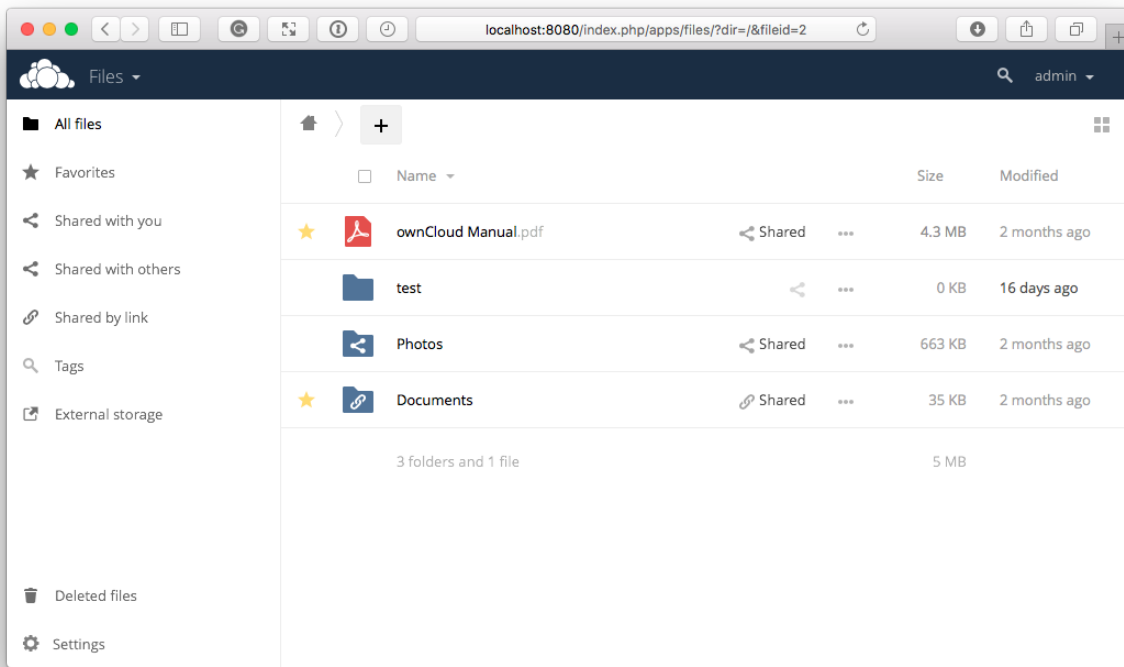 localhost:8080/index.php/apps/files/?dir=/&fileid=2
Files
admin
All files
Favorites
Shared with you
Shared with others
Shared by link
Tags
External storage
Deleted files
Settings
Name Size Modified
ownCloud Manual.pdf Shared 4.3 MB 2 months ago
test 0 KB 16 days ago
Photos Shared 663 KB 2 months ago
Documents Shared 35 KB 2 months ago
3 folders and 1 file 5 MB